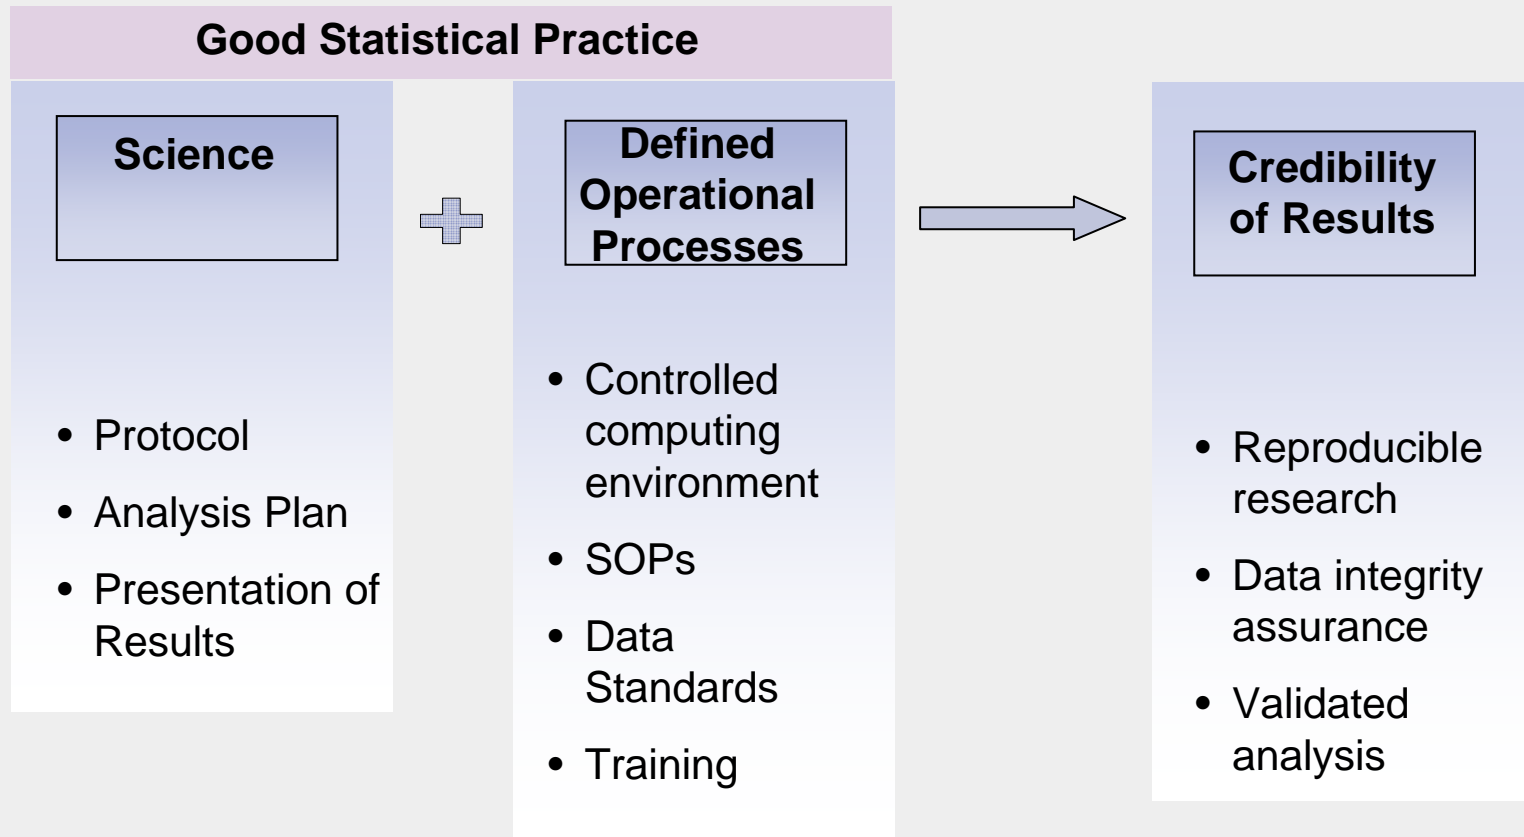 Good Statistical Practice
Science
• Protocol
• Analysis Plan
• Presentation of
Results
Defined
Operational
Processes
• Controlled
computing
environment
• SOPs
• Data
Standards
• Training
Credibility
of Results
• Reproducible
research
• Data integrity
assurance
• Validated
analysis